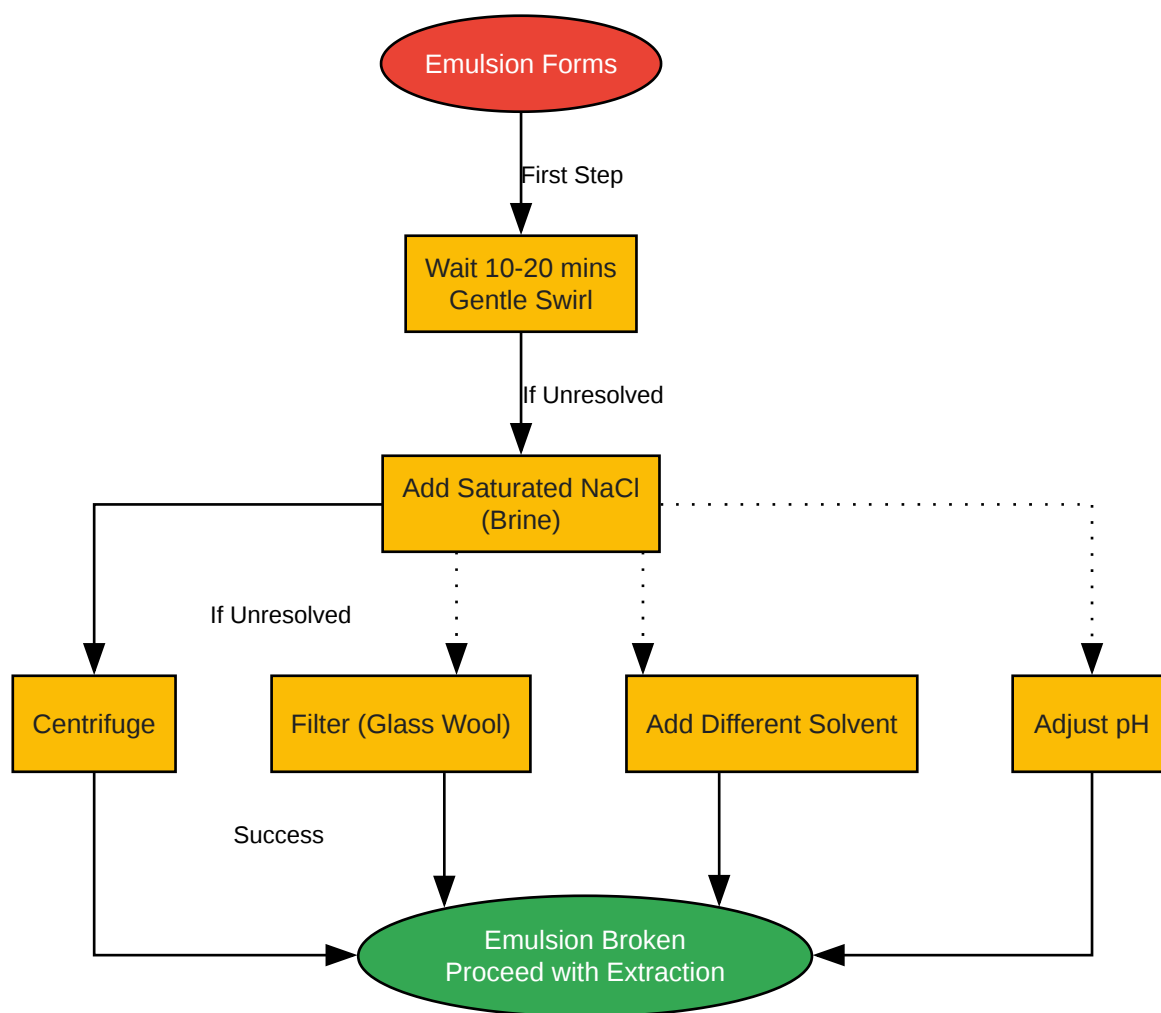 Emulsion Forms
First Step
Wait 10-20 mins
Gentle Swirl
If Unresolved
Add Saturated NaCl
(Brine)
If Unresolved
Centrifuge
Filter (Glass Wool)
Add Different Solvent
Adjust pH
Success
Emulsion Broken
Proceed with Extraction